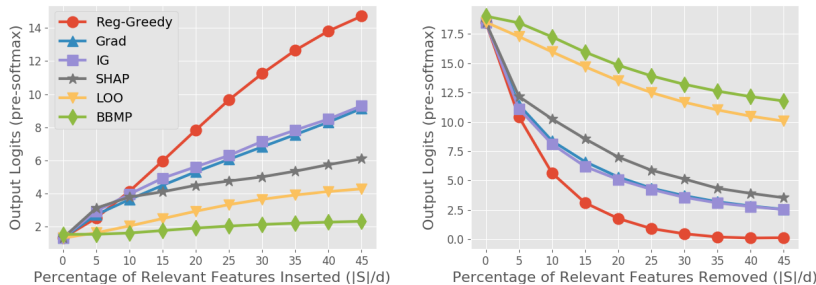 Output Logits (pre-softmax)
14
12
10
8
6
4
2
Reg-Greedy
Grad
IG
SHAP
LOO
BBMP
0 5 10 15 20 25 30 35 40 45
Percentage of Relevant Features Inserted (|S|/d)
Output Logits (pre-softmax)
17.5
15.0
12.5
10.0
7.5
5.0
2.5
0.0
0 5 10 15 20 25 30 35 40 45
Percentage of Relevant Features Removed (|S|/d)